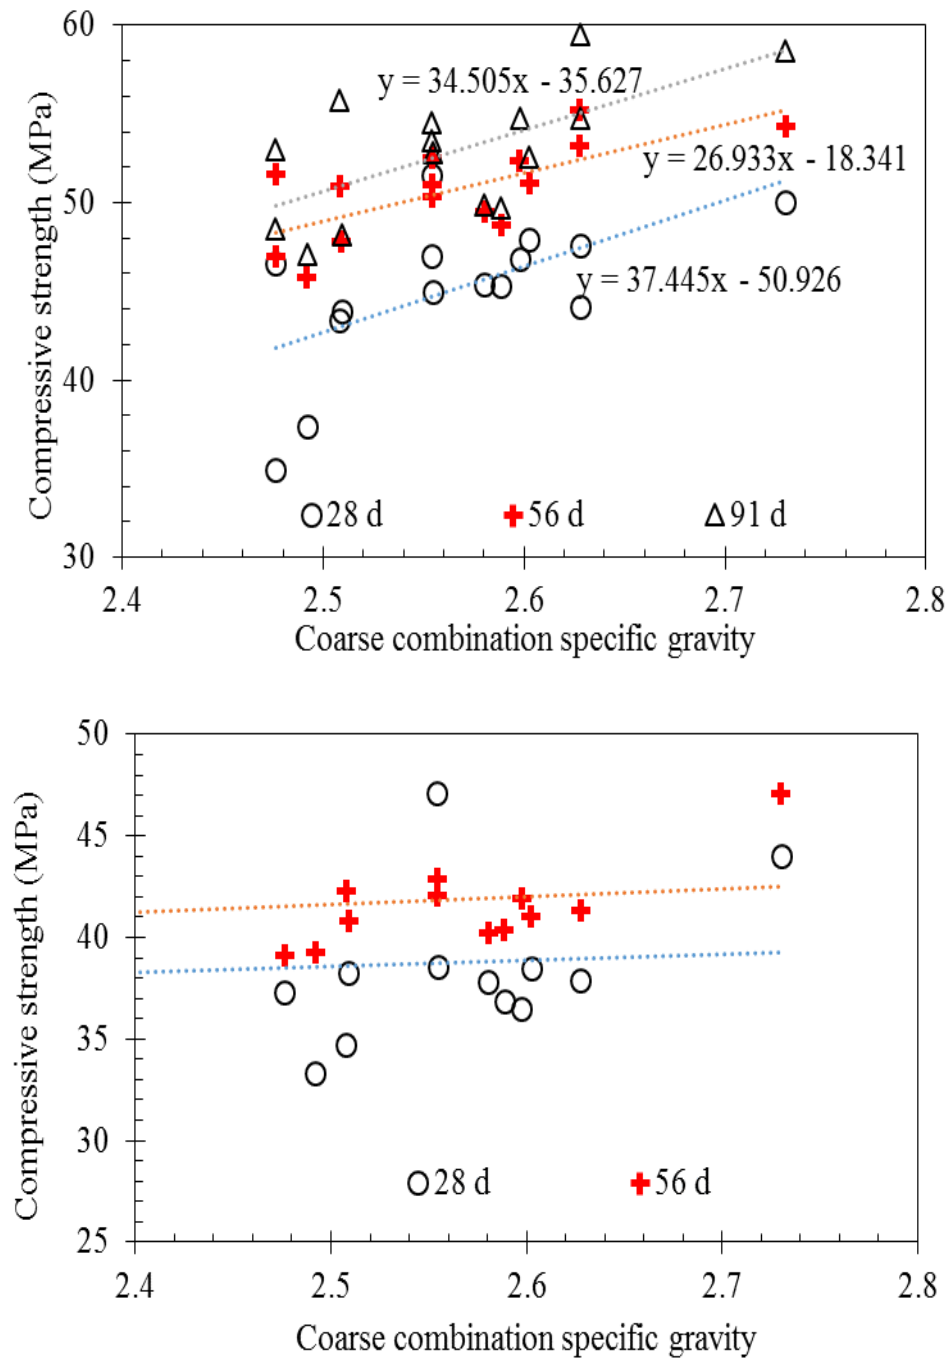 60
y = 34.505x - 35.627
y = 26.933x - 18.341
50
y = 37.445x - 50.926
40
28 d 56 d 91 d
30
2.4 2.5 2.6 2.7 2.8
Compressive strength (MPa)
Coarse combination specific gravity
50
45
40
35
30
28 d 56 d
25
2.4 2.5 2.6 2.7 2.8
Compressive strength (MPa)
Coarse combination specific gravity